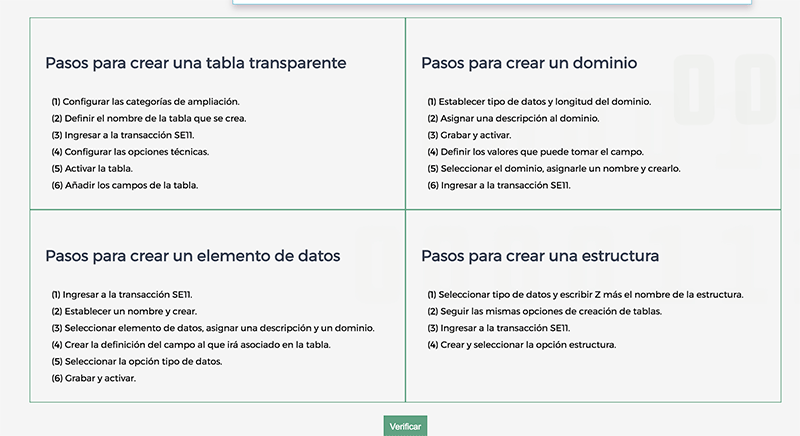 Pasos para crear una tabla transparente
(1) Configurar las categorías de ampliación.
(2) Definir el nombre de la tabla que se crea.
(3) Ingresar a la transacción SE11.
(4) Configurar las opciones técnicas.
(5) Activar la tabla.
(6) Añadir los campos de la tabla.
Pasos para crear un dominio
(1) Establecer tipo de datos y longitud del dominio.
(2) Asignar una descripción al dominio.
(3) Grabar y activar.
(4) Definir los valores que puede tomar el campo.
(5) Seleccionar el dominio, asignarle un nombre y crearlo.
(6) Ingresar a la transacción SE11.
Pasos para crear un elemento de datos
(1) Ingresar a la transacción SE11.
(2) Establecer un nombre y crear.
(3) Seleccionar elemento de datos, asignar una descripción y un dominio.
(4) Crear la definición del campo al que irá asociado en la tabla.
(5) Seleccionar la opción tipo de datos.
(6) Grabar y activar.
Pasos para crear una estructura
(1) Seleccionar tipo de datos y escribir Z más el nombre de la estructura.
(2) Seguir las mismas opciones de creación de tablas.
(3) Ingresar a la transacción SE11.
(4) Crear y seleccionar la opción estructura.
Verificar